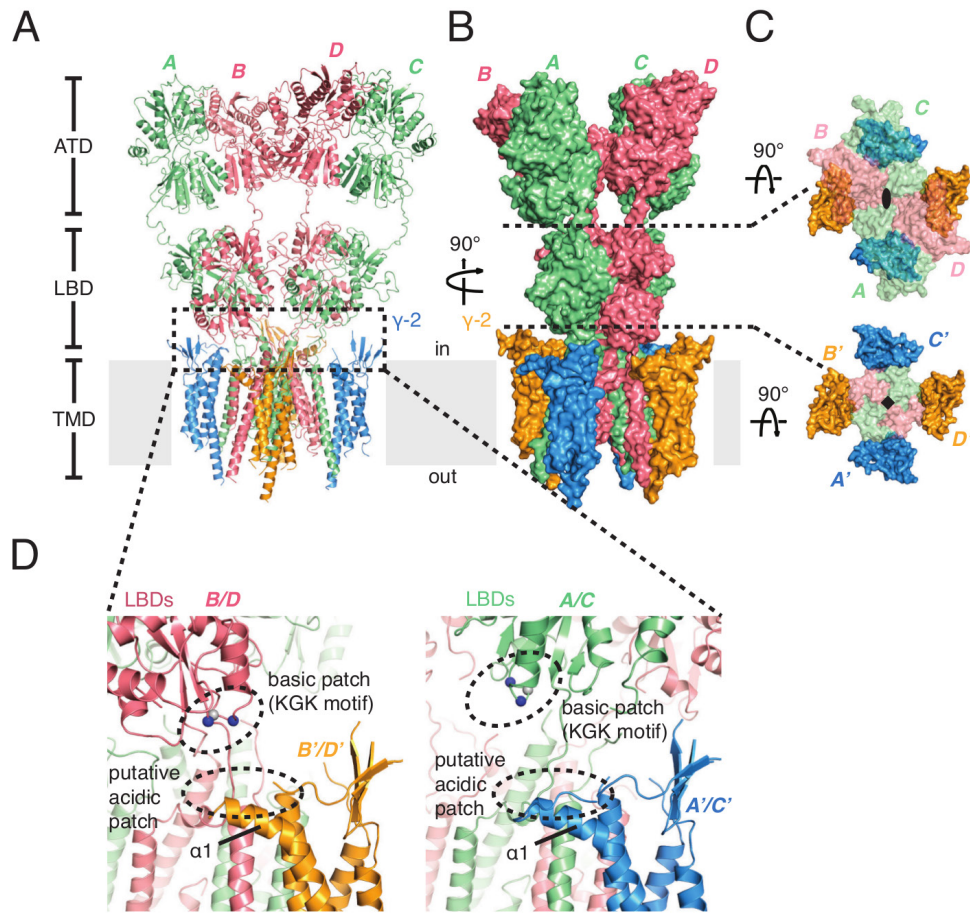 A
B
C
A
B
D
C
B
A
C
D
ATD
LBD
TMD
γ-2
in
out
90°
γ-2
90°
C
B
D
A
90°
C’
B’
D
A’
D
LBDs B/D
basic patch
(KGK motif)
B’/D’
putative
acidic
patch
α1
LBDs A/C
basic patch
(KGK motif)
putative
acidic
patch
A’/C’
α1